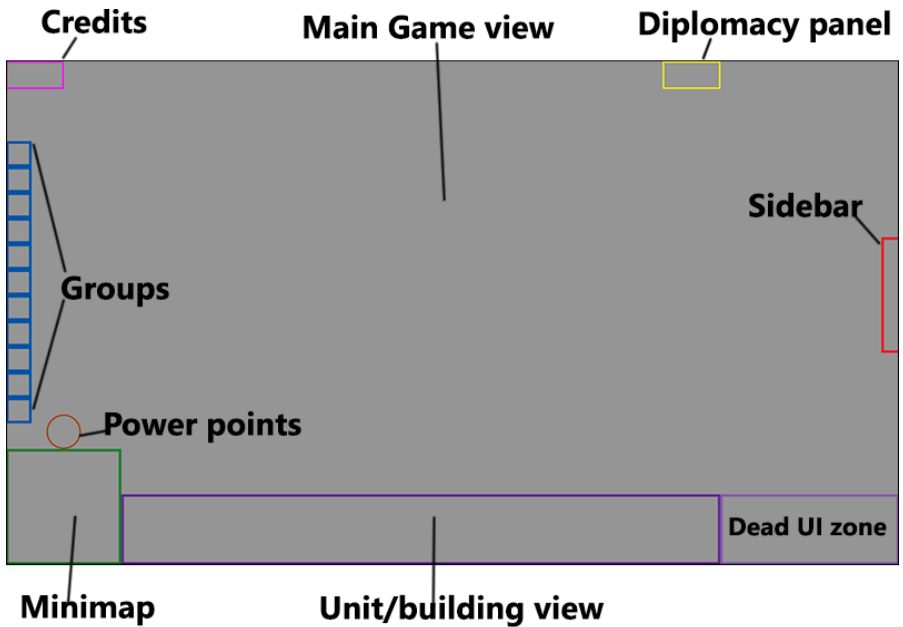 Credits
Main Game view
Diplomacy panel
Sidebar
Groups
Power points
Dead UI zone
Minimap
Unit/building view